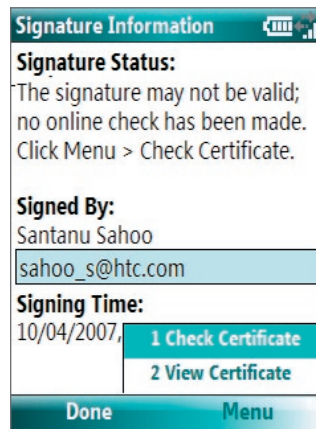 Signature Information
Signature Status:
The signature may not be valid;
no online check has been made.
Click Menu > Check Certificate.
Signed By:
Santanu Sahoo
sahoo_s@htc.com
Signing Time:
10/04/2007,
1 Check Certificate
2 View Certificate
Done Menu